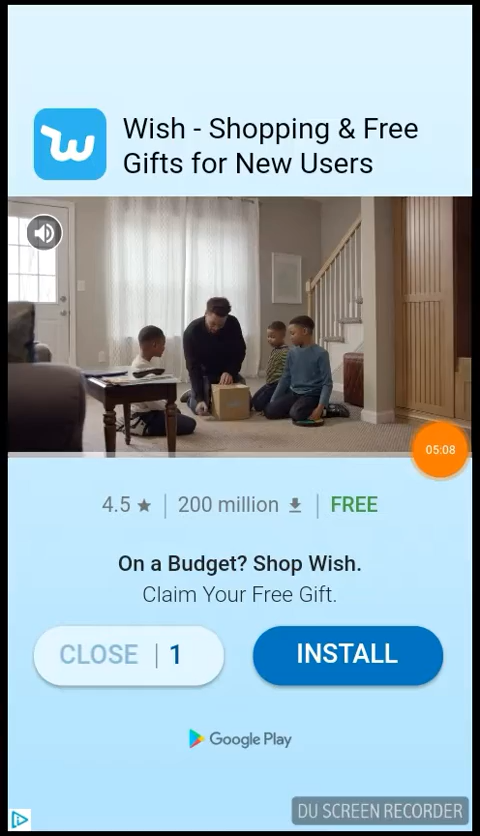 Wish - Shopping & Free
Gifts for New Users
05:08
4.5 | 200 million | FREE
On a Budget? Shop Wish.
Claim Your Free Gift.
CLOSE | 1
INSTALL
Google Play
DU SCREEN RECORDER